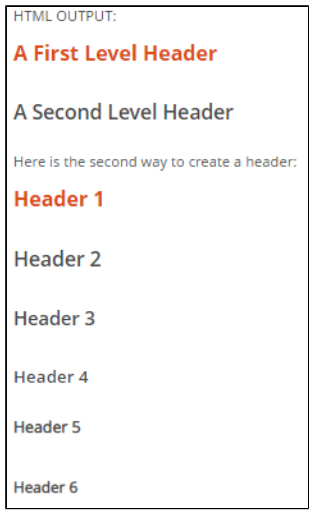 HTML OUTPUT:
A First Level Header
A Second Level Header
Here is the second way to create a header:
Header 1
Header 2
Header 3
Header 4
Header 5
Header 6